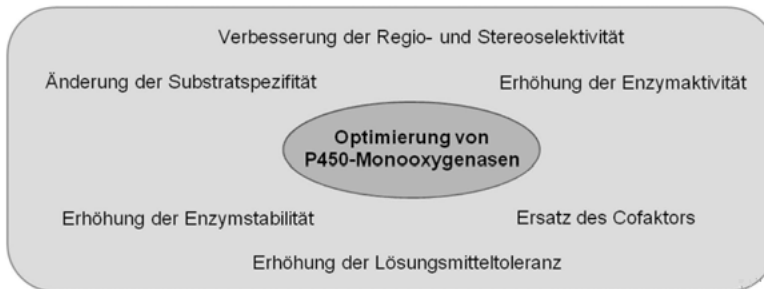 Verbesserung der Regio- und Stereoselektivität
Änderung der Substratspezifität
Erhöhung der Enzymaktivität
Optimierung von
P450-Monooxygenasen
Erhöhung der Enzymstabilität
Ersatz des Cofaktors
Erhöhung der Lösungsmitteltoleranz